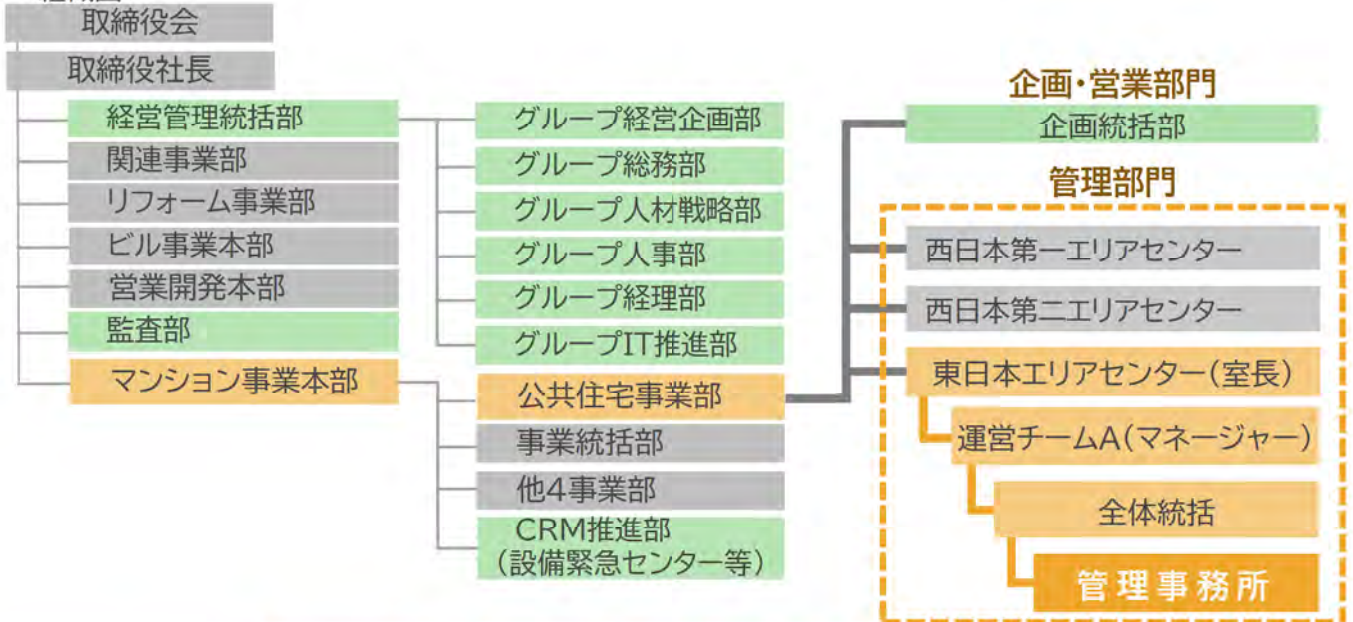 取締役会
取締役社長
経営管理統括部
関連事業部
リフォーム事業部
ビル事業本部
営業開発本部
監査部
マンション事業本部
グループ経営企画部
グループ総務部
グループ人材戦略部
グループ人事部
グループ経理部
グループIT推進部
公共住宅事業部
事業統括部
他4事業部
CRM推進部
(設備緊急センター等)
企画・営業部門
企画統括部
管理部門
西日本第一エリアセンター
西日本第二エリアセンター
東日本エリアセンター(室長)
運営チームA(マネージャー)
全体統括
管理事務所